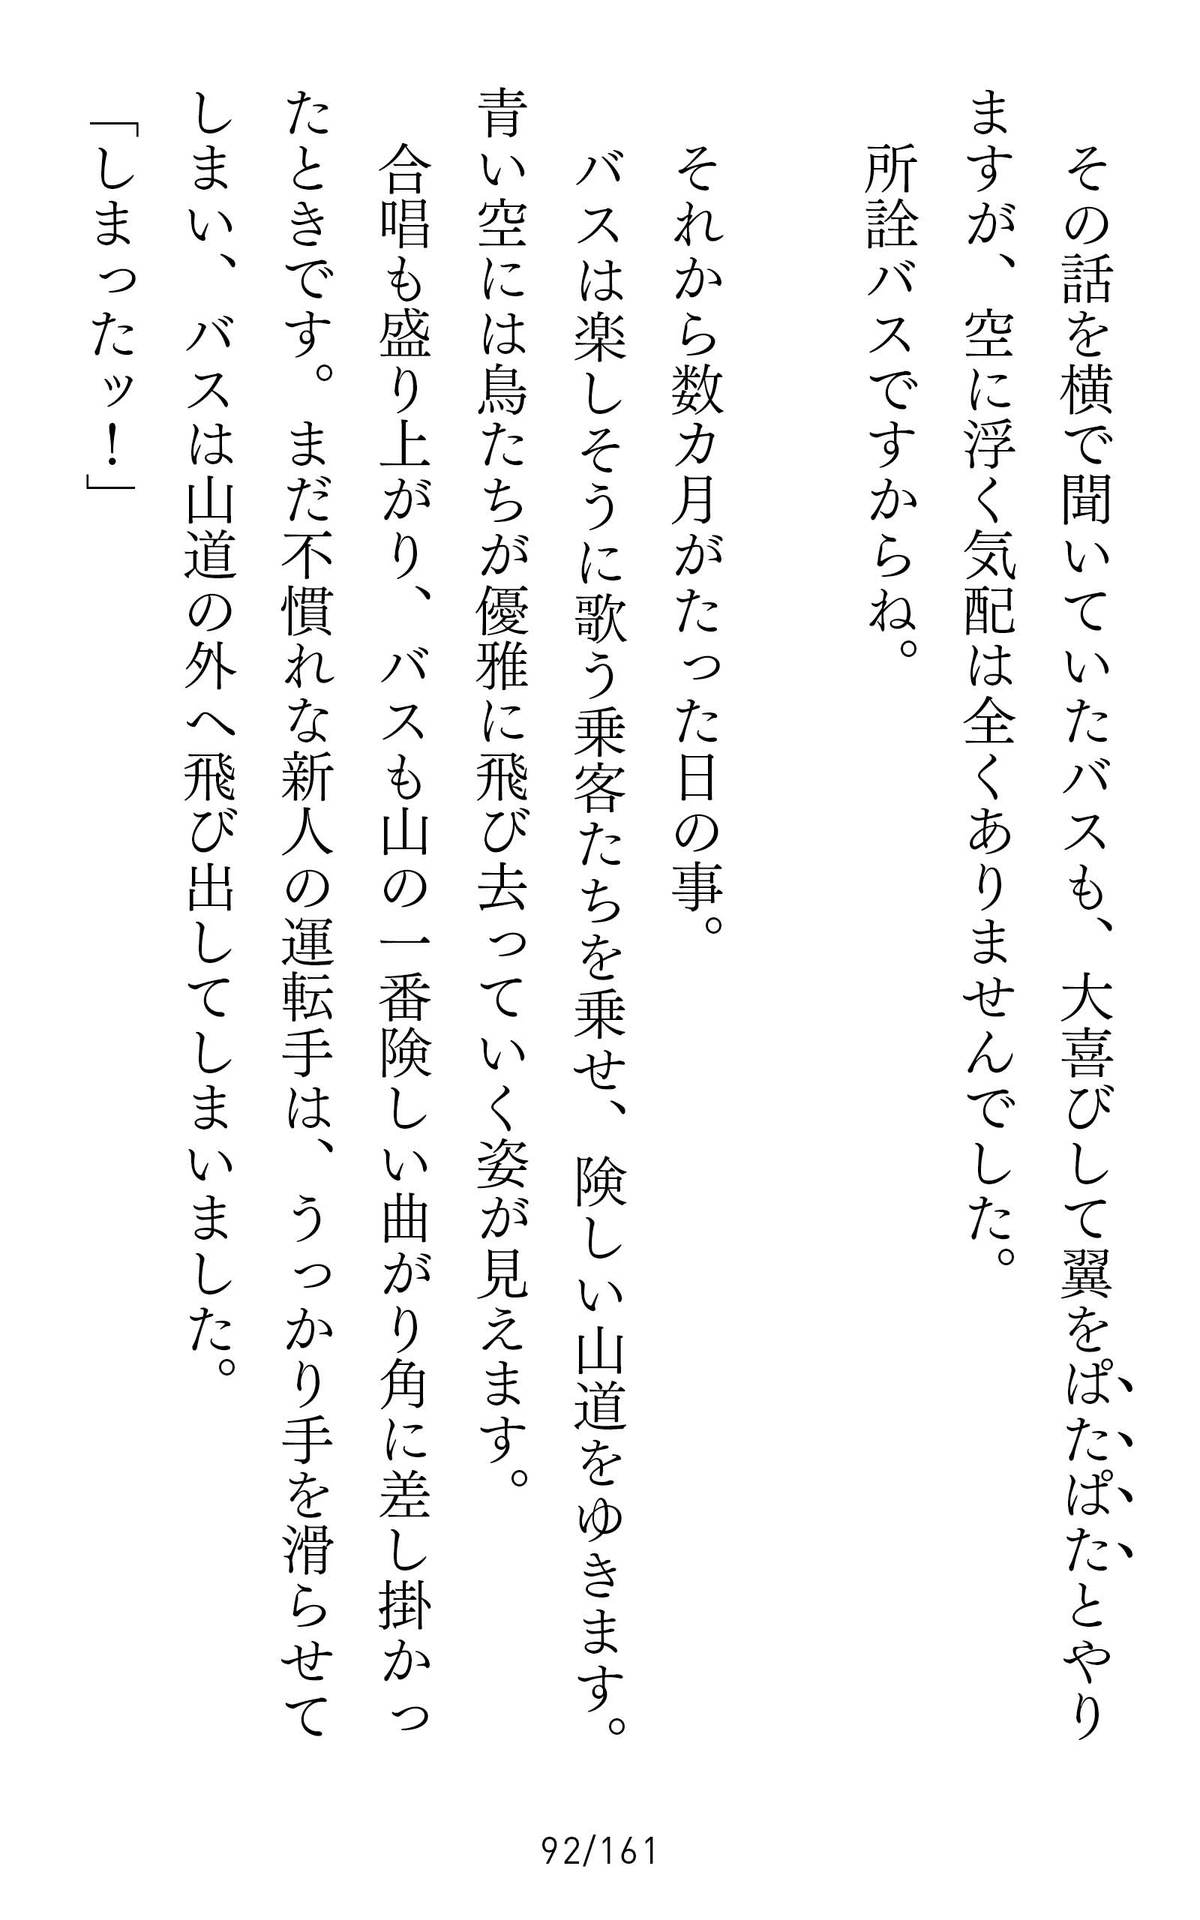 その話を横で聞いていたバスも、大喜びして翼をぱたぱたとやり
ますが、空に浮く気配は全くありませんでした。
　所詮バスですからね。
　それから数カ月がたった日の事。
　バスは楽しそうに歌う乗客たちを乗せ、険しい山道をゆきます。
青い空には鳥たちが優雅に飛び去っていく姿が見えます。
　合唱も盛り上がり、バスも山の一番険しい曲がり角に差し掛かっ
たときです。まだ不慣れな新人の運転手は、うっかり手を滑らせて
しまい、バスは山道の外へ飛び出してしまいました。
「しまったッ！」
92/161